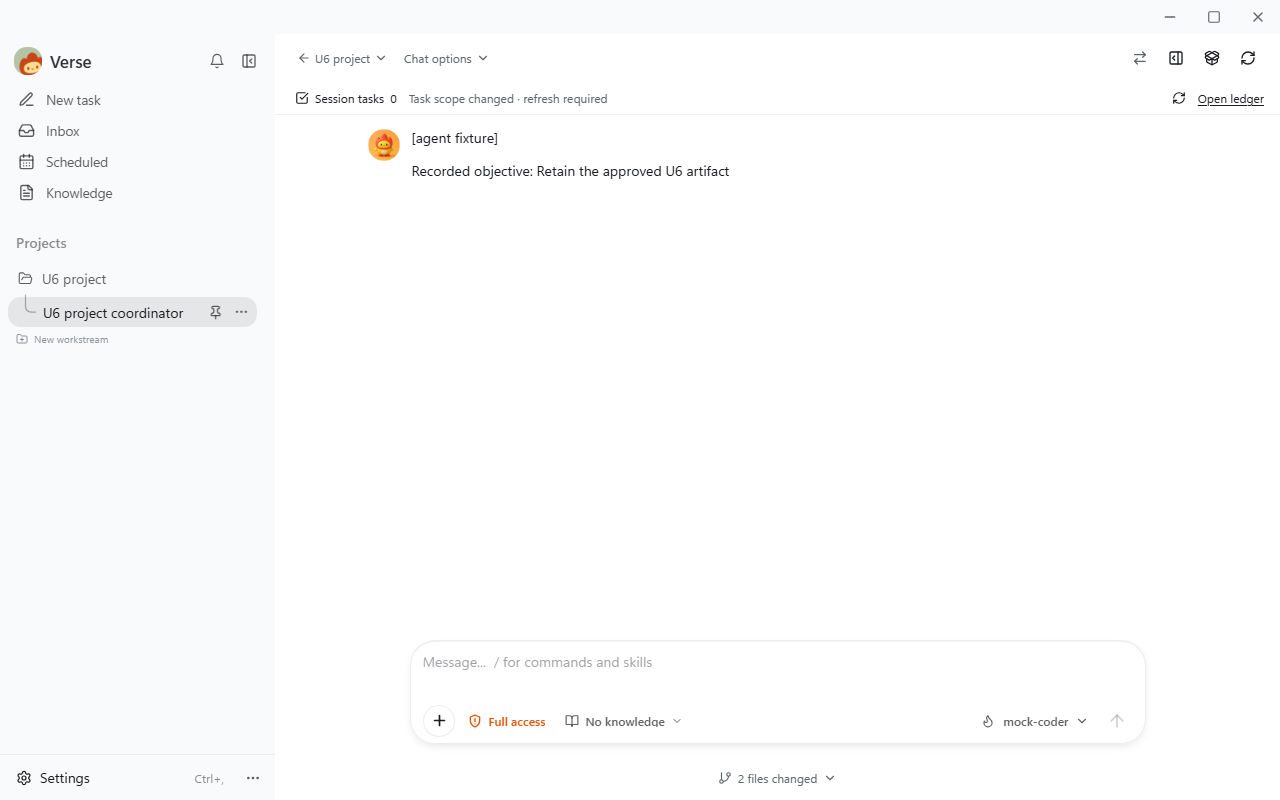 Verse
New task
Inbox
Scheduled
Knowledge
Projects
U6 project
U6 project coordinator
New workstream
Settings
Ctrl+,
U6 project
Chat options
Session tasks 0
Task scope changed · refresh required
Open ledger
[agent fixture]
Recorded objective: Retain the approved U6 artifact
Message... / for commands and skills
Full access
No knowledge
mock-coder
2 files changed